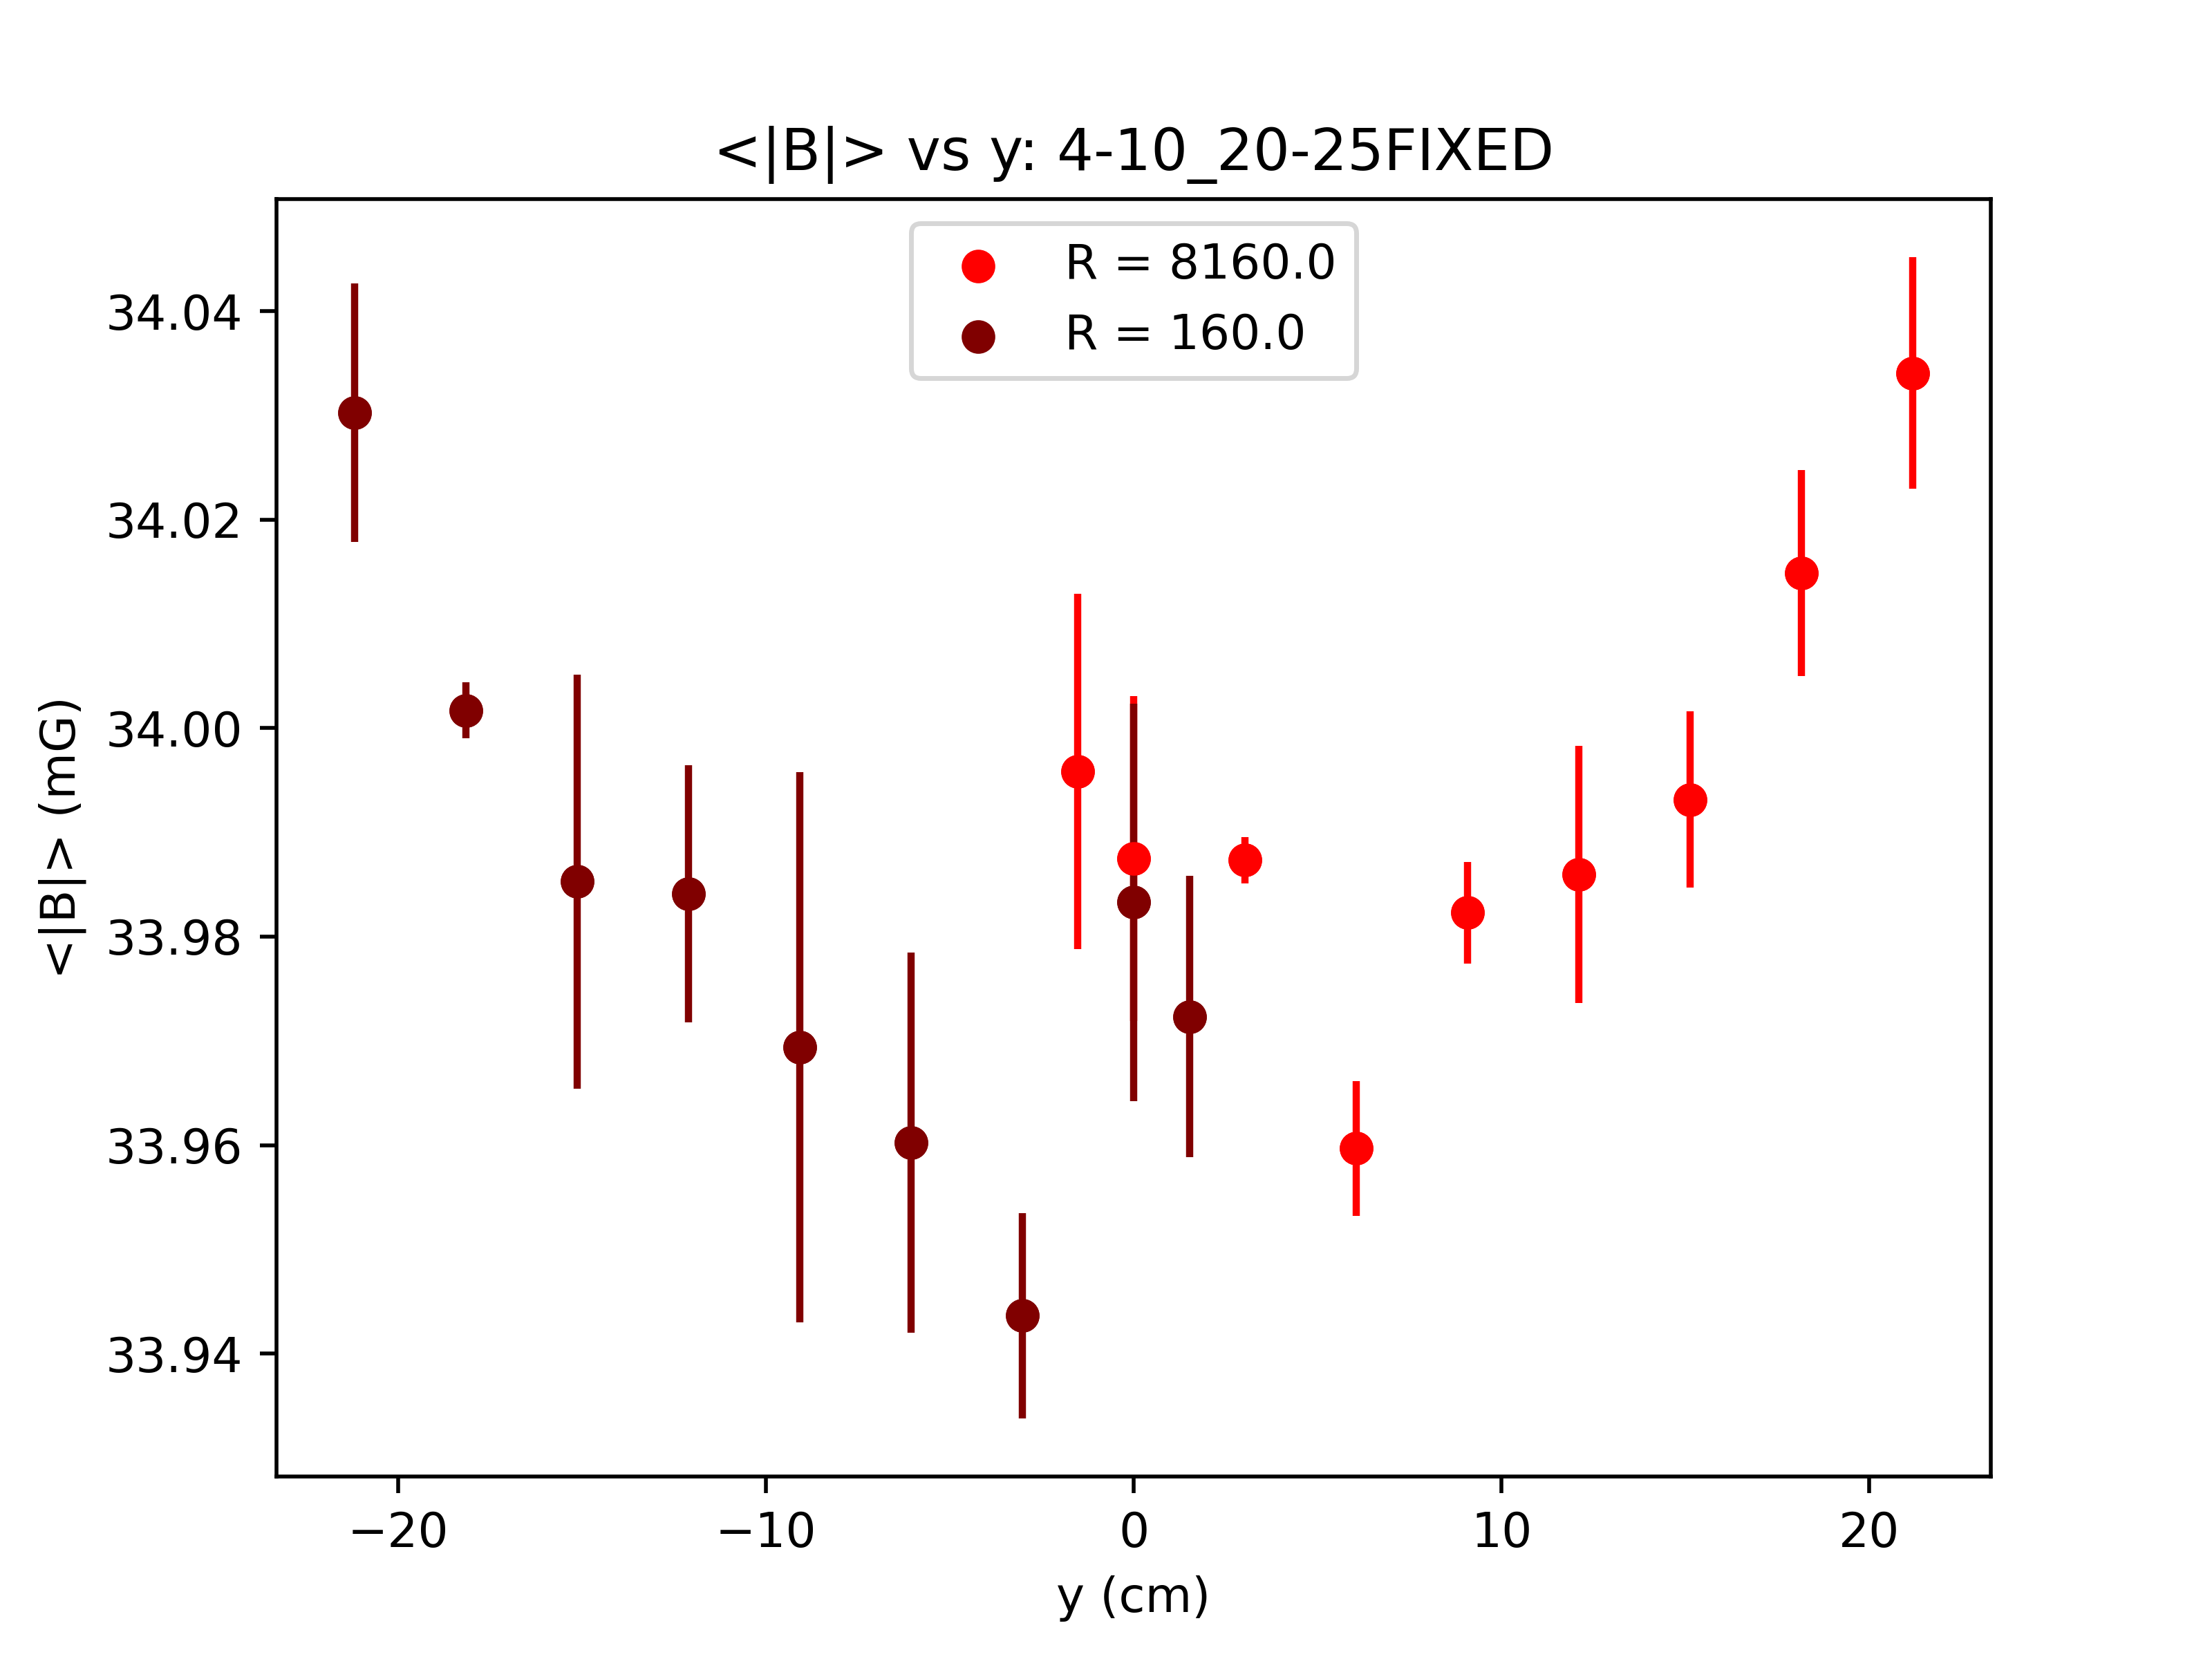 <|B|> vs y: 4-10_20-25FIXED
R = 8160.0
R = 160.0
<|B|> (mG)
34.04
34.02
34.00
33.98
33.96
33.94
−20
−10
0
10
20
y (cm)